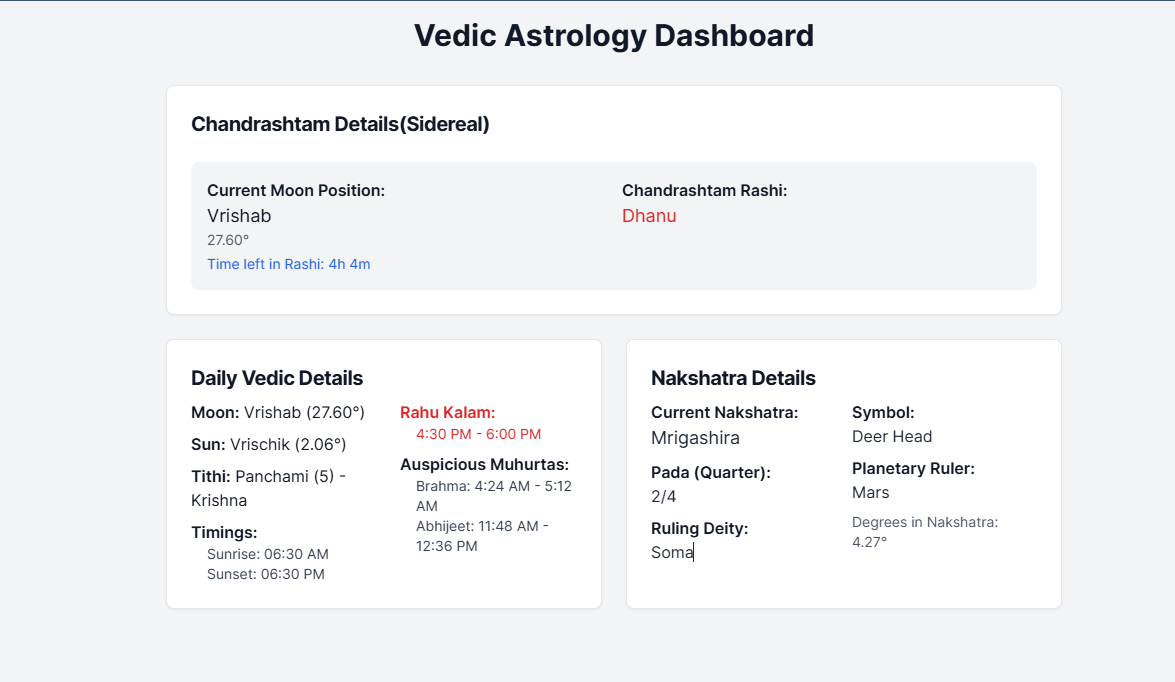 Vedic Astrology Dashboard
Chandrashtam Details(Sidereal)
Current Moon Position:
Vrishab
27.60°
Time left in Rashi: 4h 4m
Chandrashtam Rashi:
Dhanu
Daily Vedic Details
Moon: Vrishab (27.60°)
Sun: Vrischik (2.06°)
Tithi: Panchami (5) -
Krishna
Timings:
Sunrise: 06:30 AM
Sunset: 06:30 PM
Rahu Kalam:
4:30 PM - 6:00 PM
Auspicious Muhurtas:
Brahma: 4:24 AM - 5:12
AM
Abhijeet: 11:48 AM -
12:36 PM
Nakshatra Details
Current Nakshatra:
Mrigashira
Pada (Quarter):
2/4
Ruling Deity:
Soma
Symbol:
Deer Head
Planetary Ruler:
Mars
Degrees in Nakshatra:
4.27°